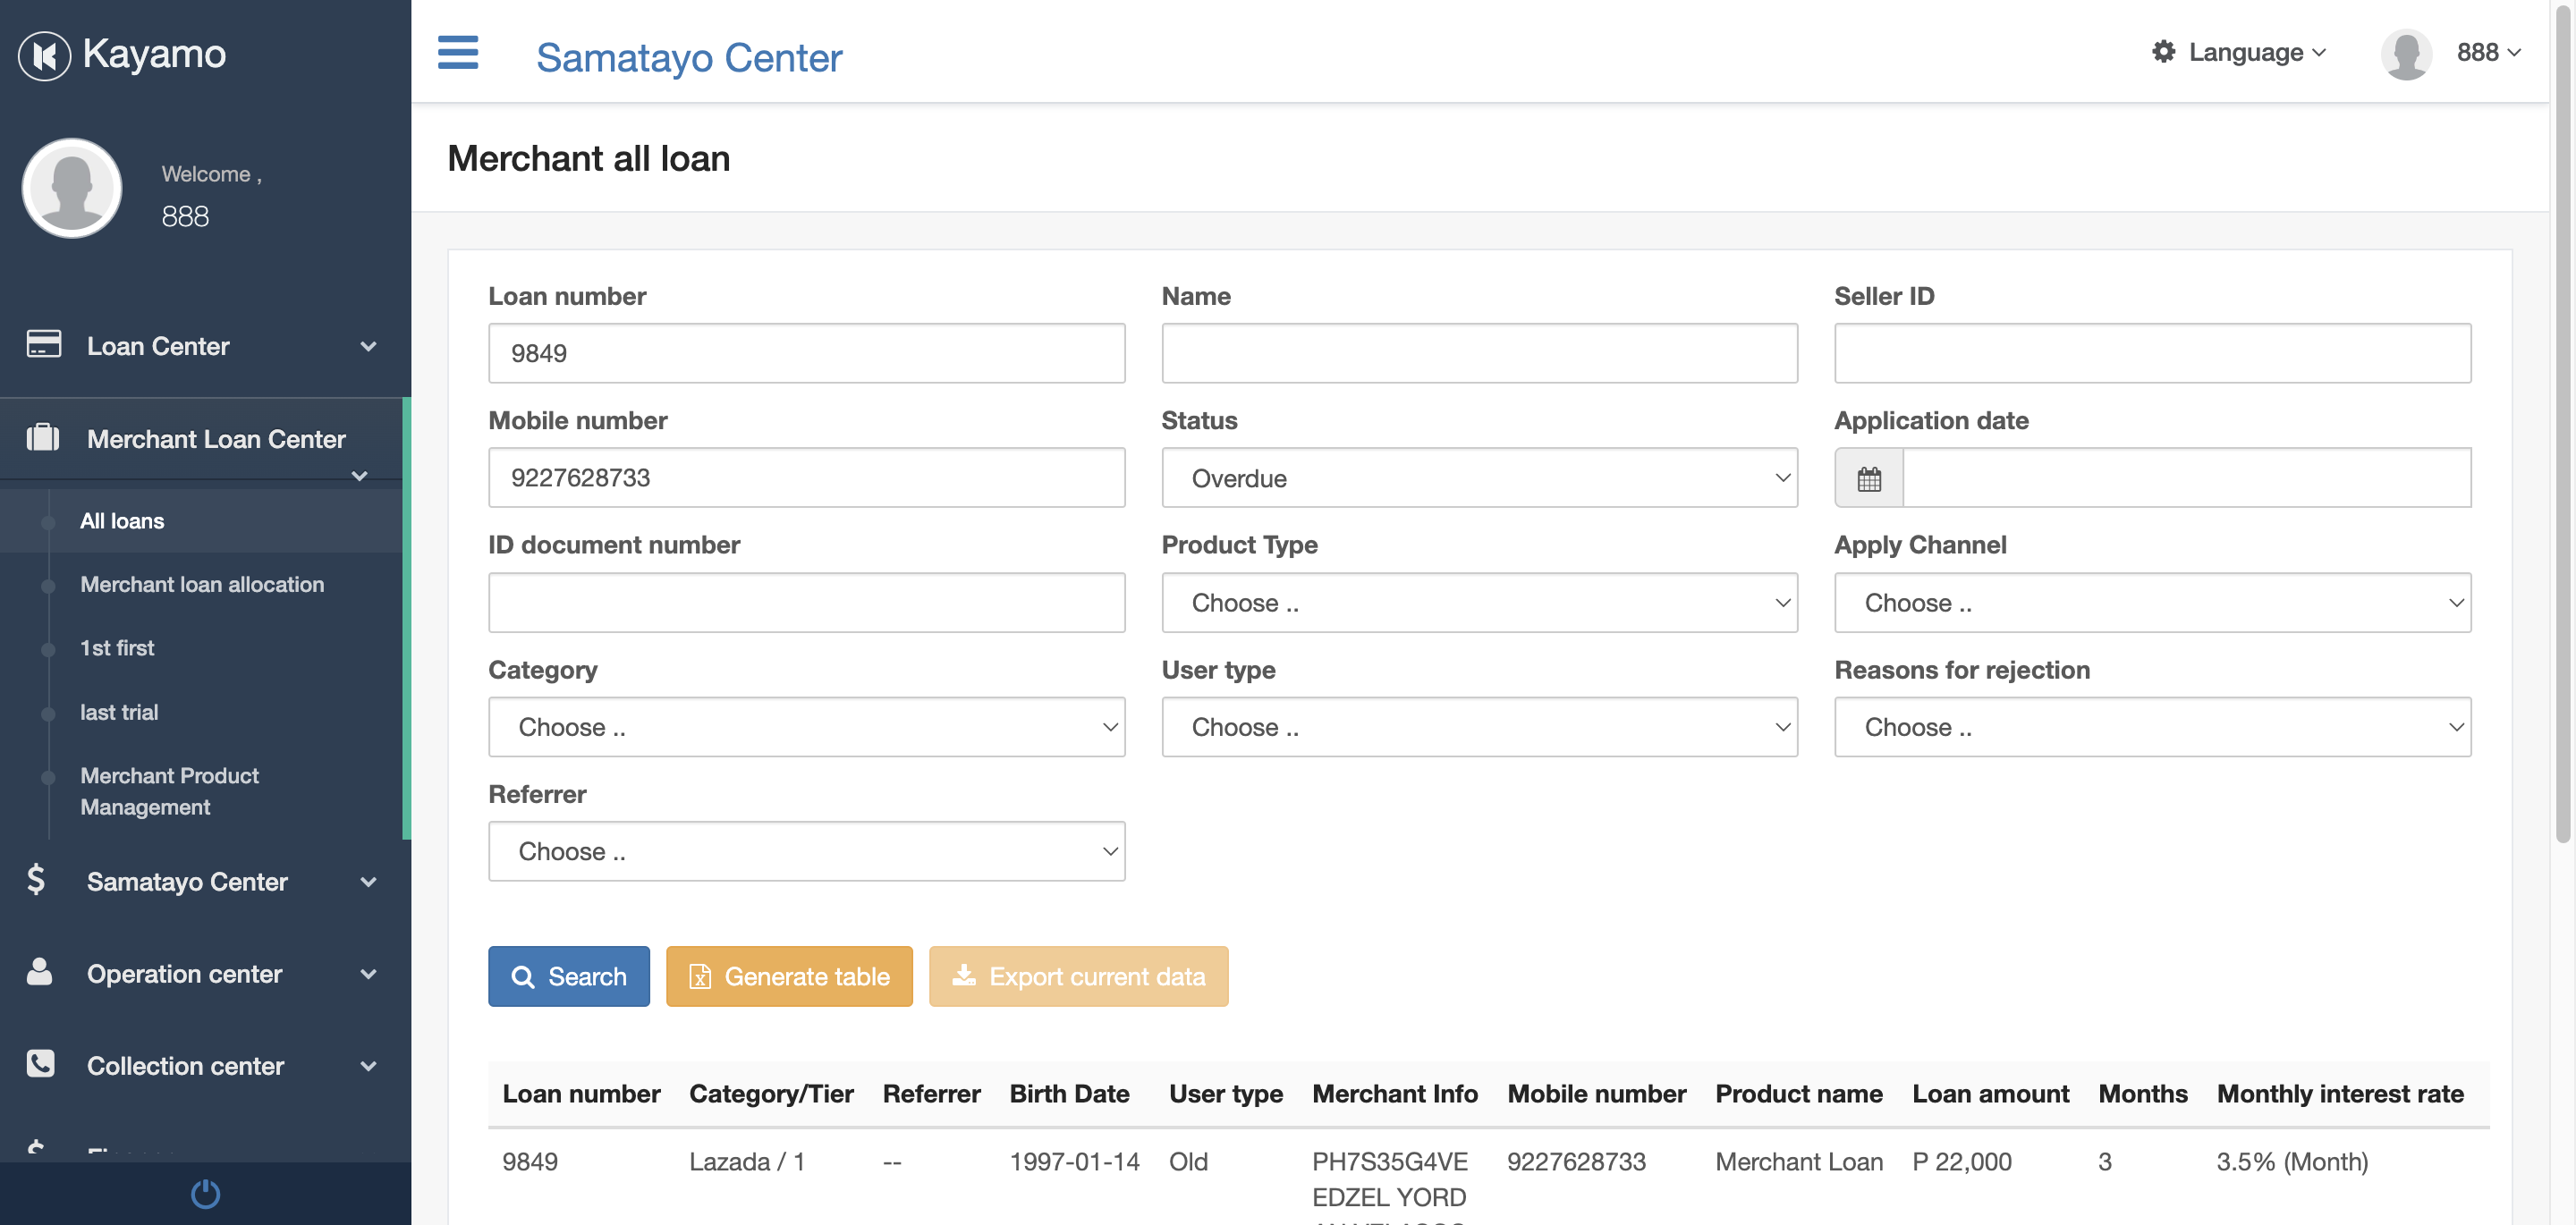 Kayamo
Welcome ,
888
Loan Center
Merchant Loan Center
All loans
Merchant loan allocation
1st first
last trial
Merchant Product
Management
Samatayo Center
Operation center
Collection center
Samatayo Center
Language
888
Merchant all loan
Loan number
9849
Name
Seller ID
Mobile number
9227628733
Status
Overdue
Application date
ID document number
Product Type
Choose ..
Apply Channel
Choose ..
Category
Choose ..
User type
Choose ..
Reasons for rejection
Choose ..
Referrer
Choose ..
Search
Generate table
Export current data
Loan number Category/Tier Referrer Birth Date User type Merchant Info Mobile number Product name Loan amount Months Monthly interest rate
9849 Lazada / 1 -- 1997-01-14 Old PH7S35G4VE 9227628733 Merchant Loan P 22,000 3 3.5% (Month)
EDZEL YORD